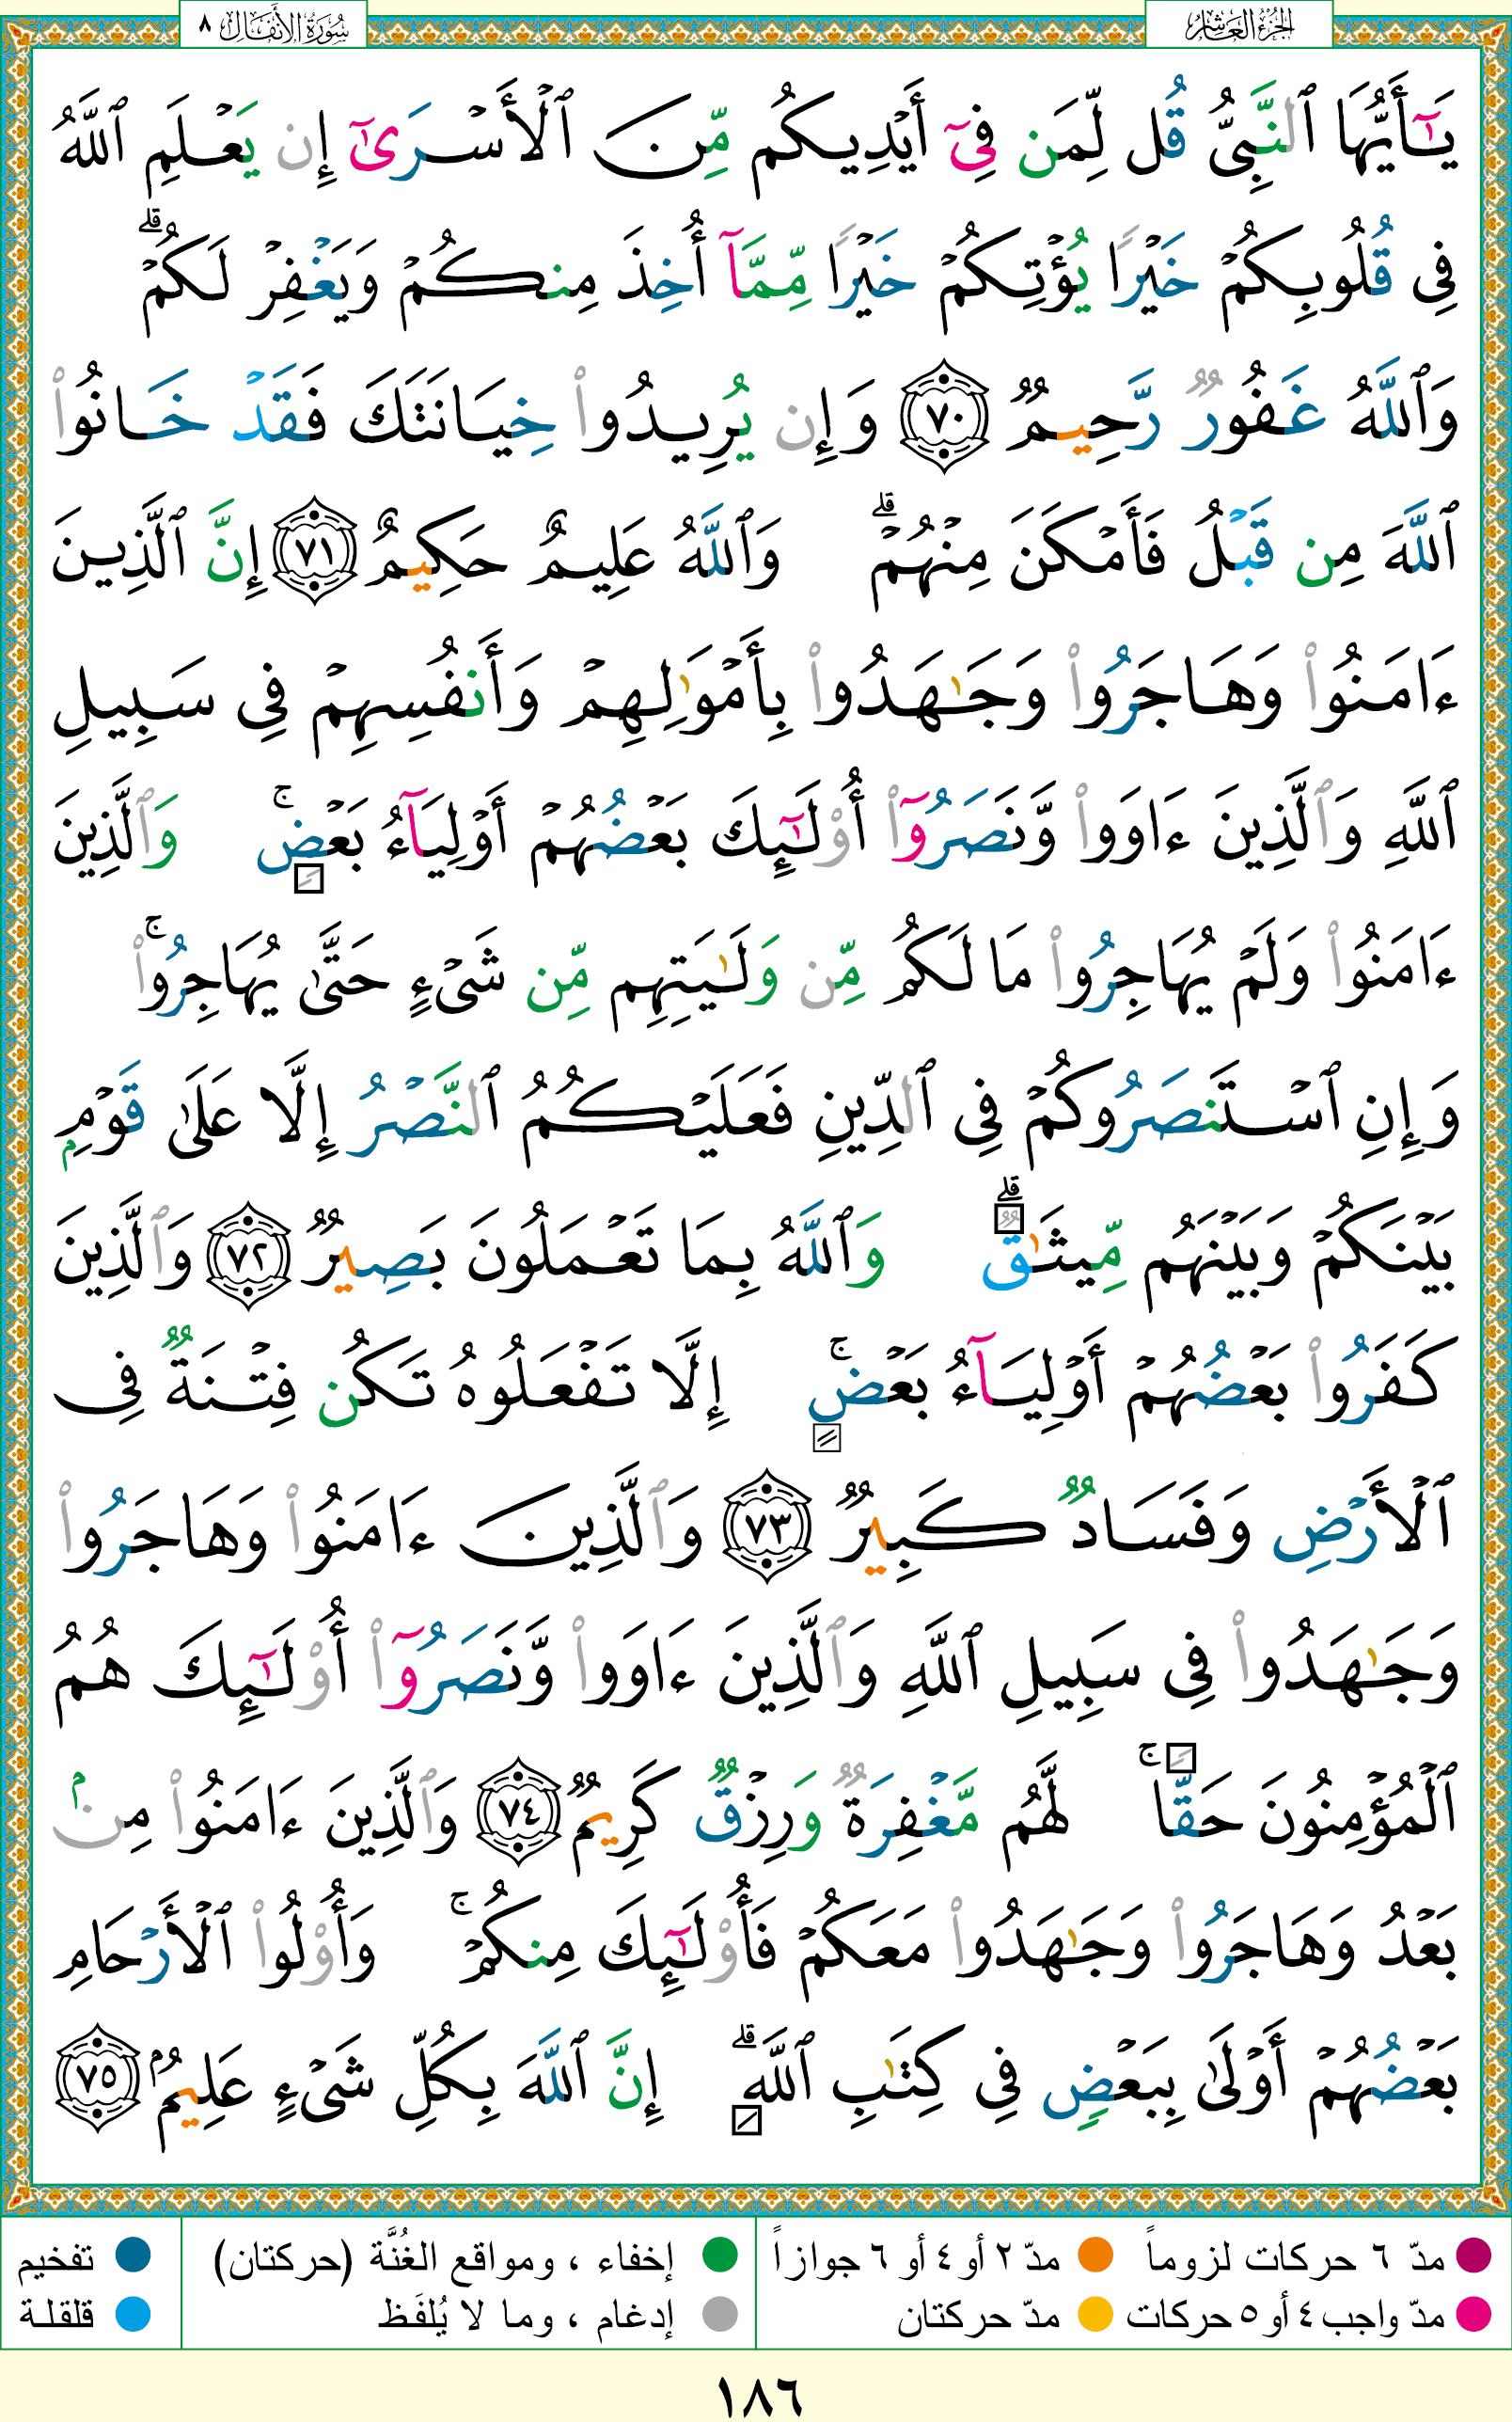 الجزء العاشر
سورة الأنفال ٨
يَـٰٓأَيُّهَا ٱلنَّبِىُّ قُل لِّمَن فِىٓ أَيْدِيكُم مِّنَ ٱلْأَسْرَىٰٓ إِن يَعْلَمِ ٱللَّهُ
فِى قُلُوبِكُمْ خَيْرًا يُؤْتِكُمْ خَيْرًا مِّمَّآ أُخِذَ مِنكُمْ وَيَغْفِرْ لَكُمْ ۗ
وَٱللَّهُ غَفُورٌ رَّحِيمٌ ٧٠ وَإِن يُرِيدُوا۟ خِيَانَتَكَ فَقَدْ خَانُوا۟
ٱللَّهَ مِن قَبْلُ فَأَمْكَنَ مِنْهُمْ ۗ وَٱللَّهُ عَلِيمٌ حَكِيمٌ ٧١ إِنَّ ٱلَّذِينَ
ءَامَنُوا۟ وَهَاجَرُوا۟ وَجَـٰهَدُوا۟ بِأَمْوَٰلِهِمْ وَأَنفُسِهِمْ فِى سَبِيلِ
ٱللَّهِ وَٱلَّذِينَ ءَاوَوا۟ وَّنَصَرُوٓا۟ أُو۟لَـٰٓئِكَ بَعْضُهُمْ أَوْلِيَآءُ بَعْضٍ ۚ وَٱلَّذِينَ
ءَامَنُوا۟ وَلَمْ يُهَاجِرُوا۟ مَا لَكُم مِّن وَلَـٰيَتِهِم مِّن شَىْءٍ حَتَّىٰ يُهَاجِرُوا۟ ۚ
وَإِنِ ٱسْتَنصَرُوكُمْ فِى ٱلدِّينِ فَعَلَيْكُمُ ٱلنَّصْرُ إِلَّا عَلَىٰ قَوْمٍۭ
بَيْنَكُمْ وَبَيْنَهُم مِّيثَـٰقٌ ۗ وَٱللَّهُ بِمَا تَعْمَلُونَ بَصِيرٌ ٧٢ وَٱلَّذِينَ
كَفَرُوا۟ بَعْضُهُمْ أَوْلِيَآءُ بَعْضٍ ۚ إِلَّا تَفْعَلُوهُ تَكُن فِتْنَةٌ فِى
ٱلْأَرْضِ وَفَسَادٌ كَبِيرٌ ٧٣ وَٱلَّذِينَ ءَامَنُوا۟ وَهَاجَرُوا۟
وَجَـٰهَدُوا۟ فِى سَبِيلِ ٱللَّهِ وَٱلَّذِينَ ءَاوَوا۟ وَّنَصَرُوٓا۟ أُو۟لَـٰٓئِكَ هُمُ
ٱلْمُؤْمِنُونَ حَقًّا ۚ لَّهُم مَّغْفِرَةٌ وَرِزْقٌ كَرِيمٌ ٧٤ وَٱلَّذِينَ ءَامَنُوا۟ مِنۢ
بَعْدُ وَهَاجَرُوا۟ وَجَـٰهَدُوا۟ مَعَكُمْ فَأُو۟لَـٰٓئِكَ مِنكُمْ ۚ وَأُو۟لُوا۟ ٱلْأَرْحَامِ
بَعْضُهُمْ أَوْلَىٰ بِبَعْضٍ فِى كِتَـٰبِ ٱللَّهِ ۗ إِنَّ ٱللَّهَ بِكُلِّ شَىْءٍ عَلِيمٌۢ ٧٥
مدّ ٦ حركات لزوماً مدّ ٢ أو ٤ أو ٦ جوازاً إخفاء ، ومواقع الغُنَّة (حركتان) تفخيم
مدّ واجب ٤ أو ٥ حركات مدّ حركتان إدغام ، وما لا يُلفَظ قلقلة
١٨٦